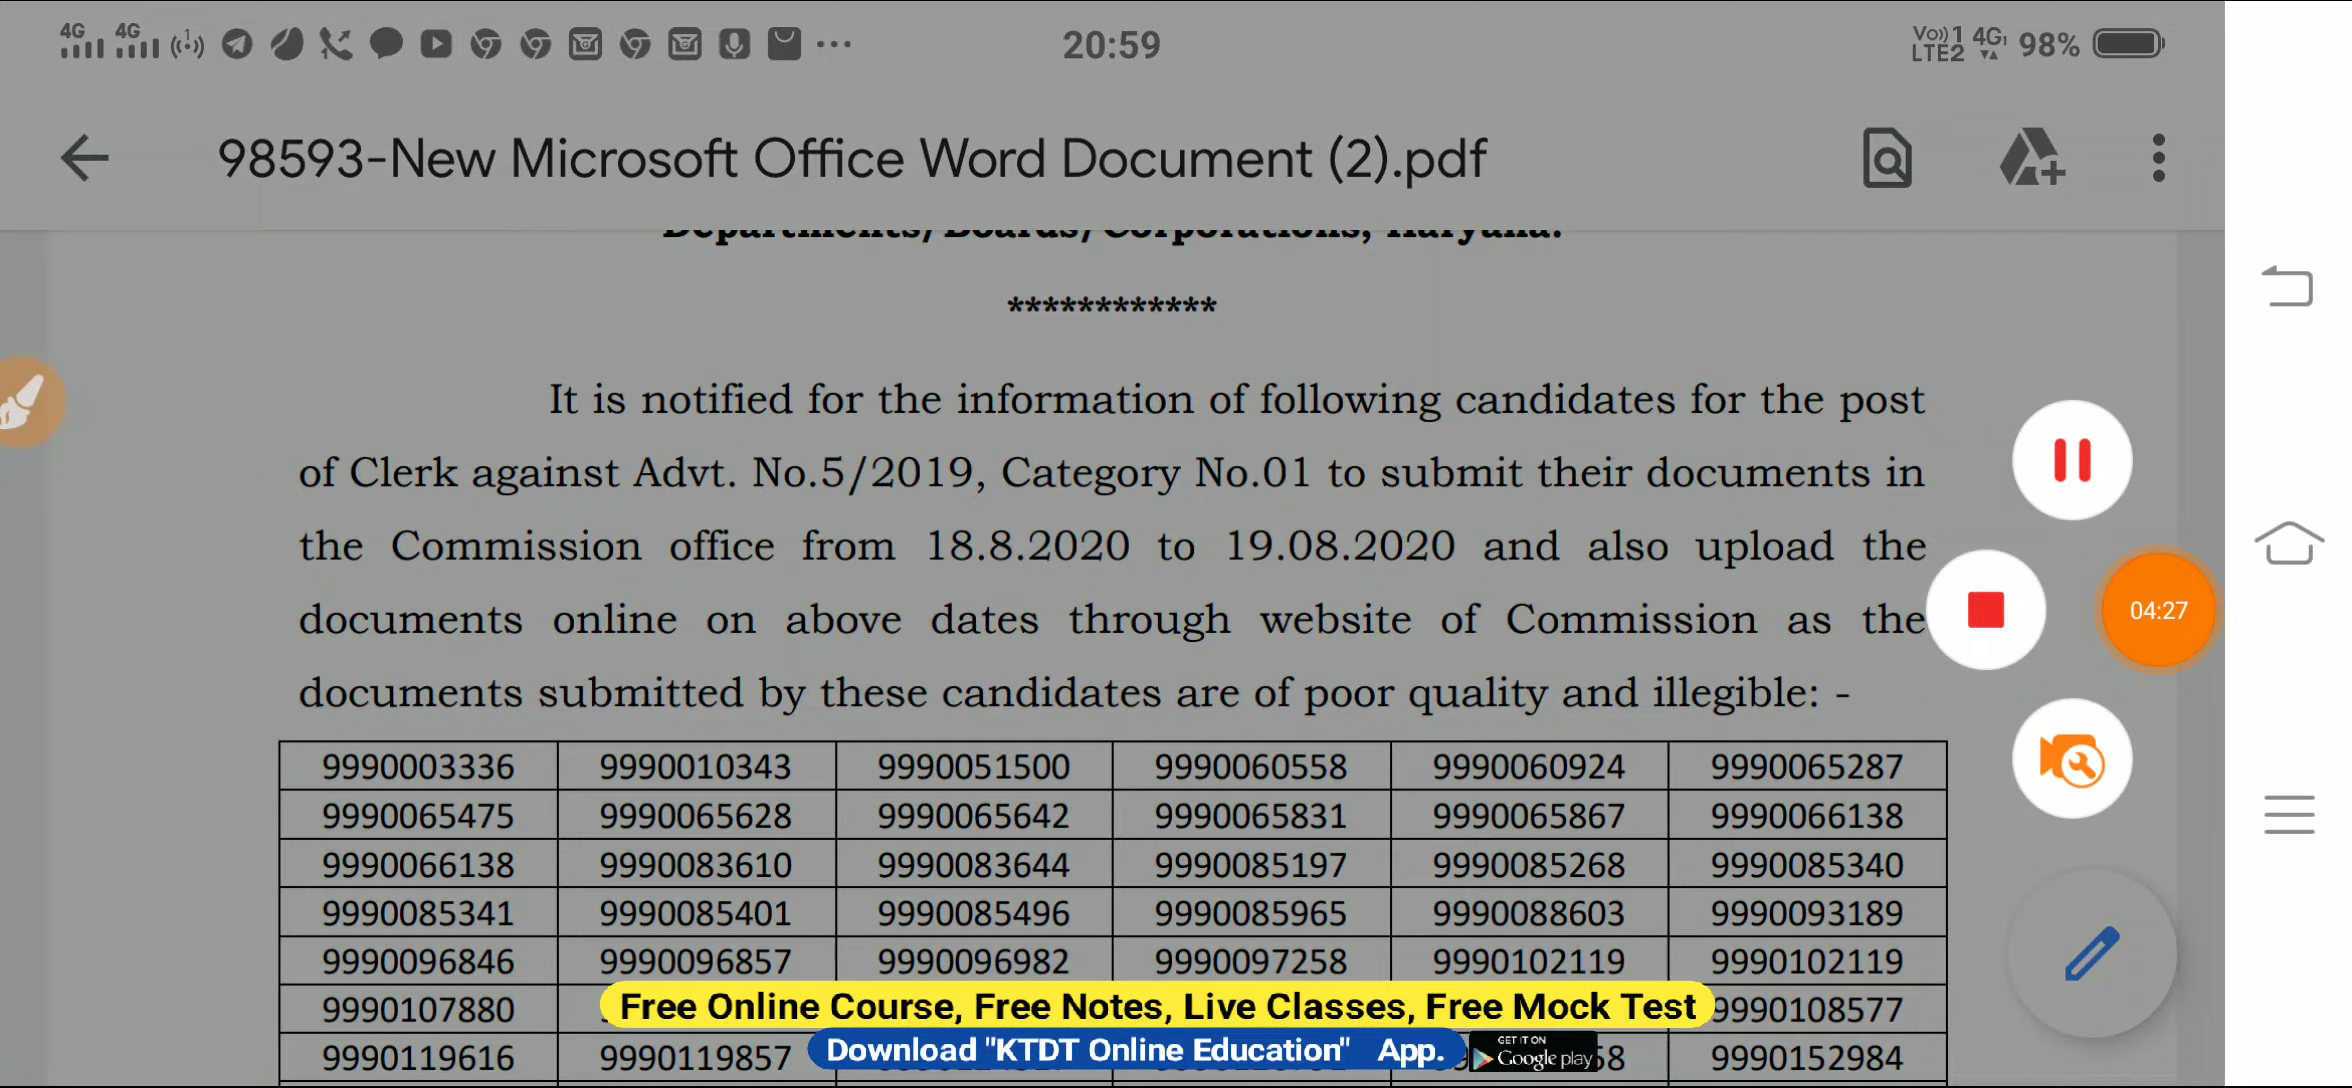 4G 4G 1 20:59 Vo)) 1 4G 98%
LTE2
98593-New Microsoft Office Word Document (2).pdf
Departments/Boards/Corporations, Haryana.
************
It is notified for the information of following candidates for the post
of Clerk against Advt. No.5/2019, Category No.01 to submit their documents in
the Commission office from 18.8.2020 to 19.08.2020 and also upload the
documents online on above dates through website of Commission as the
04:27
documents submitted by these candidates are of poor quality and illegible: -
9990003336 9990010343 9990051500 9990060558 9990060924 9990065287
9990065475 9990065628 9990065642 9990065831 9990065867 9990066138
9990066138 9990083610 9990083644 9990085197 9990085268 9990085340
9990085341 9990085401 9990085496 9990085965 9990088603 9990093189
9990096846 9990096857 9990096982 9990097258 9990102119 9990102119
9990107880 9990108577
Free Online Course, Free Notes, Live Classes, Free Mock Test
9990119616 9990119857 9990152984
Download "KTDT Online Education" App.
GET IT ON
Google play